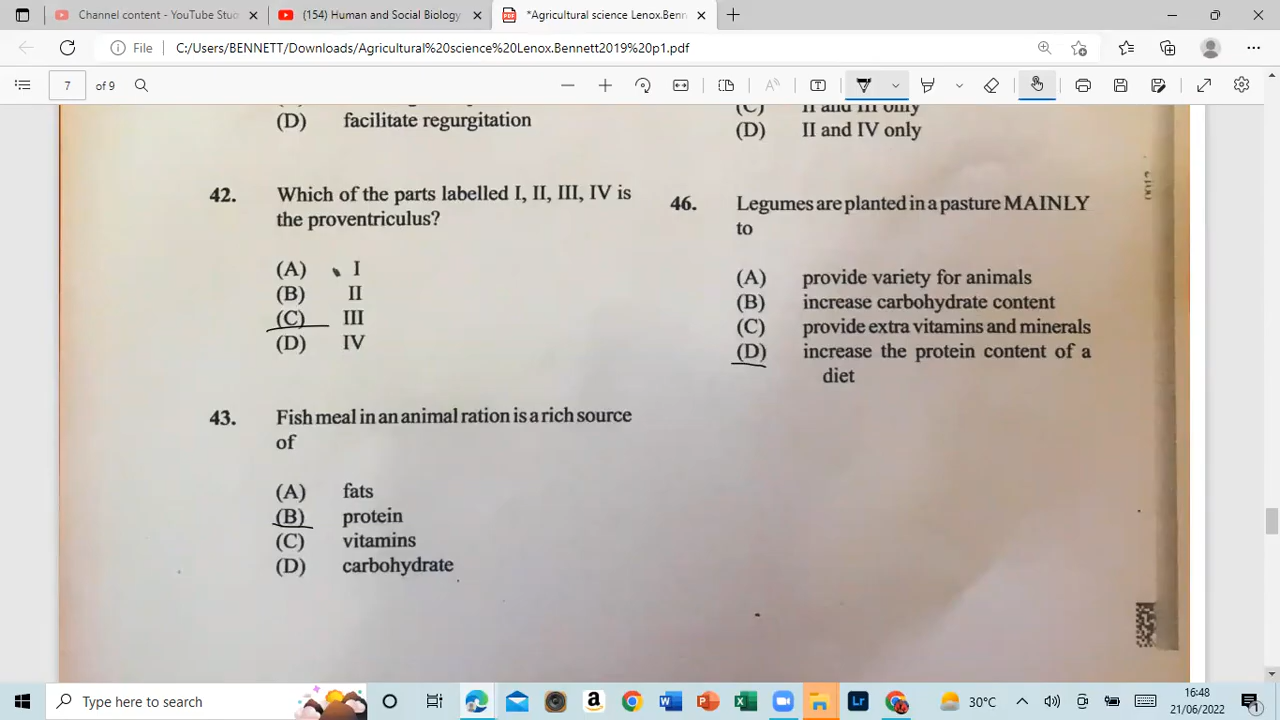 Channel content - YouTube Stu
(154) Human and Social Biology
*Agricultural science Lenox.Benn
File
C:/Users/BENNETT/Downloads/Agricultural%20science%20Lenox.Bennett2019%20p1.pdf
7 of 9
(D) facilitate regurgitation
42. Which of the parts labelled I, II, III, IV is
the proventriculus?
(A) I
(B) II
(C) III
(D) IV
43. Fish meal in an animal ration is a rich source
of
(A) fats
(B) protein
(C) vitamins
(D) carbohydrate
(C) II and III only
(D) II and IV only
46. Legumes are planted in a pasture MAINLY
to
(A) provide variety for animals
(B) increase carbohydrate content
(C) provide extra vitamins and minerals
(D) increase the protein content of a
diet
Type here to search
30°C
16:48
21/06/2022